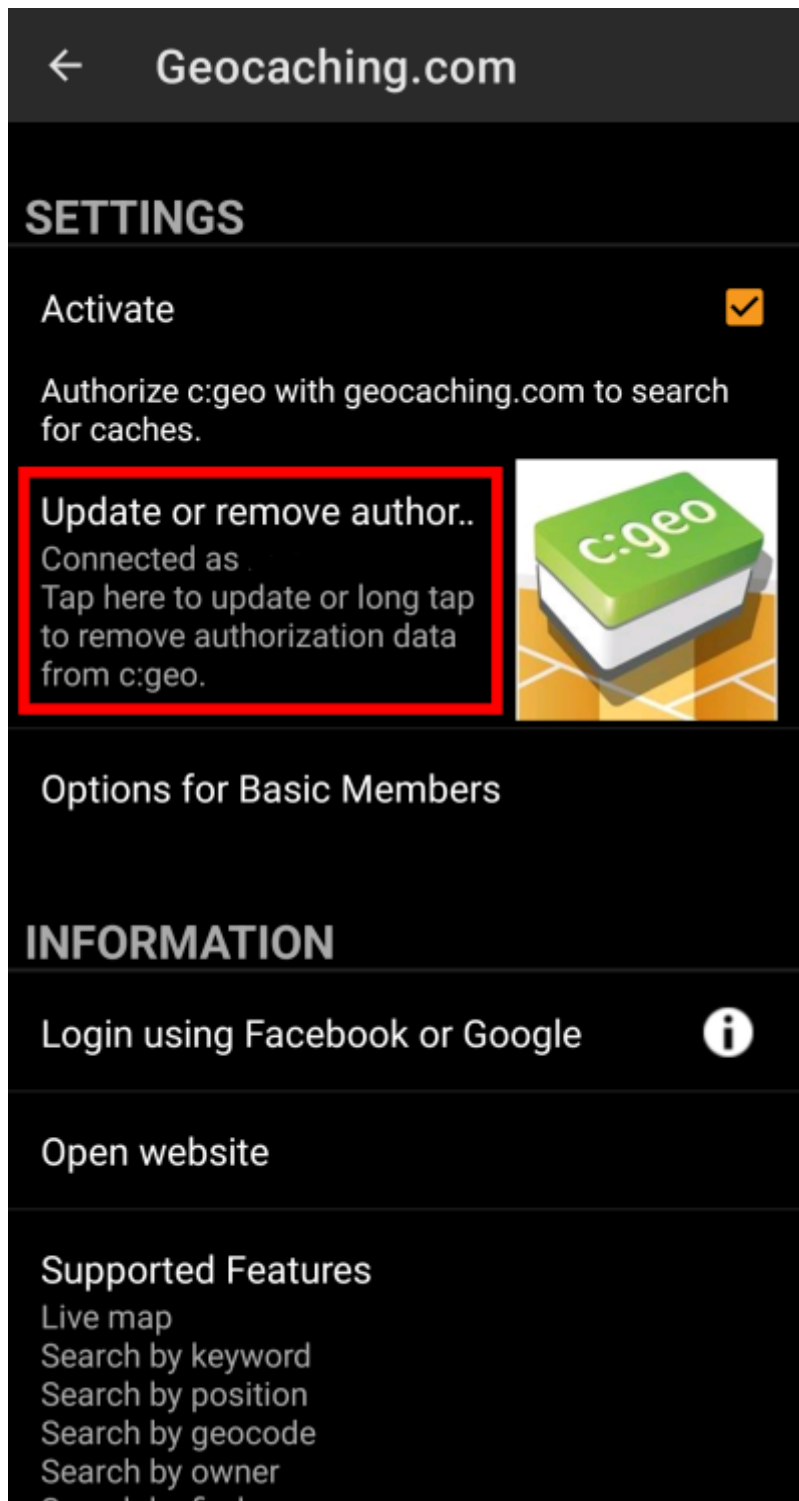 Geocaching.com
SETTINGS
Activate
Authorize c:geo with geocaching.com to search
for caches.
Update or remove author..
Connected as
Tap here to update or long tap
to remove authorization data
from c:geo.
c:geo
Options for Basic Members
INFORMATION
Login using Facebook or Google
Open website
Supported Features
Live map
Search by keyword
Search by position
Search by geocode
Search by owner